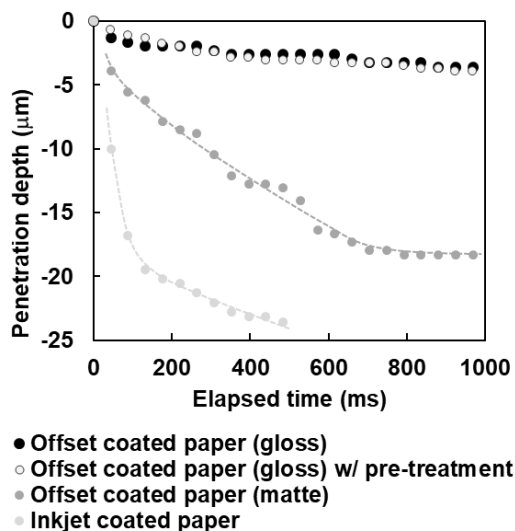 0
-5
-10
-15
-20
-25
Penetration depth (μm)
0 200 400 600 800 1000
Elapsed time (ms)
Offset coated paper (gloss)
Offset coated paper (gloss) w/ pre-treatment
Offset coated paper (matte)
Inkjet coated paper